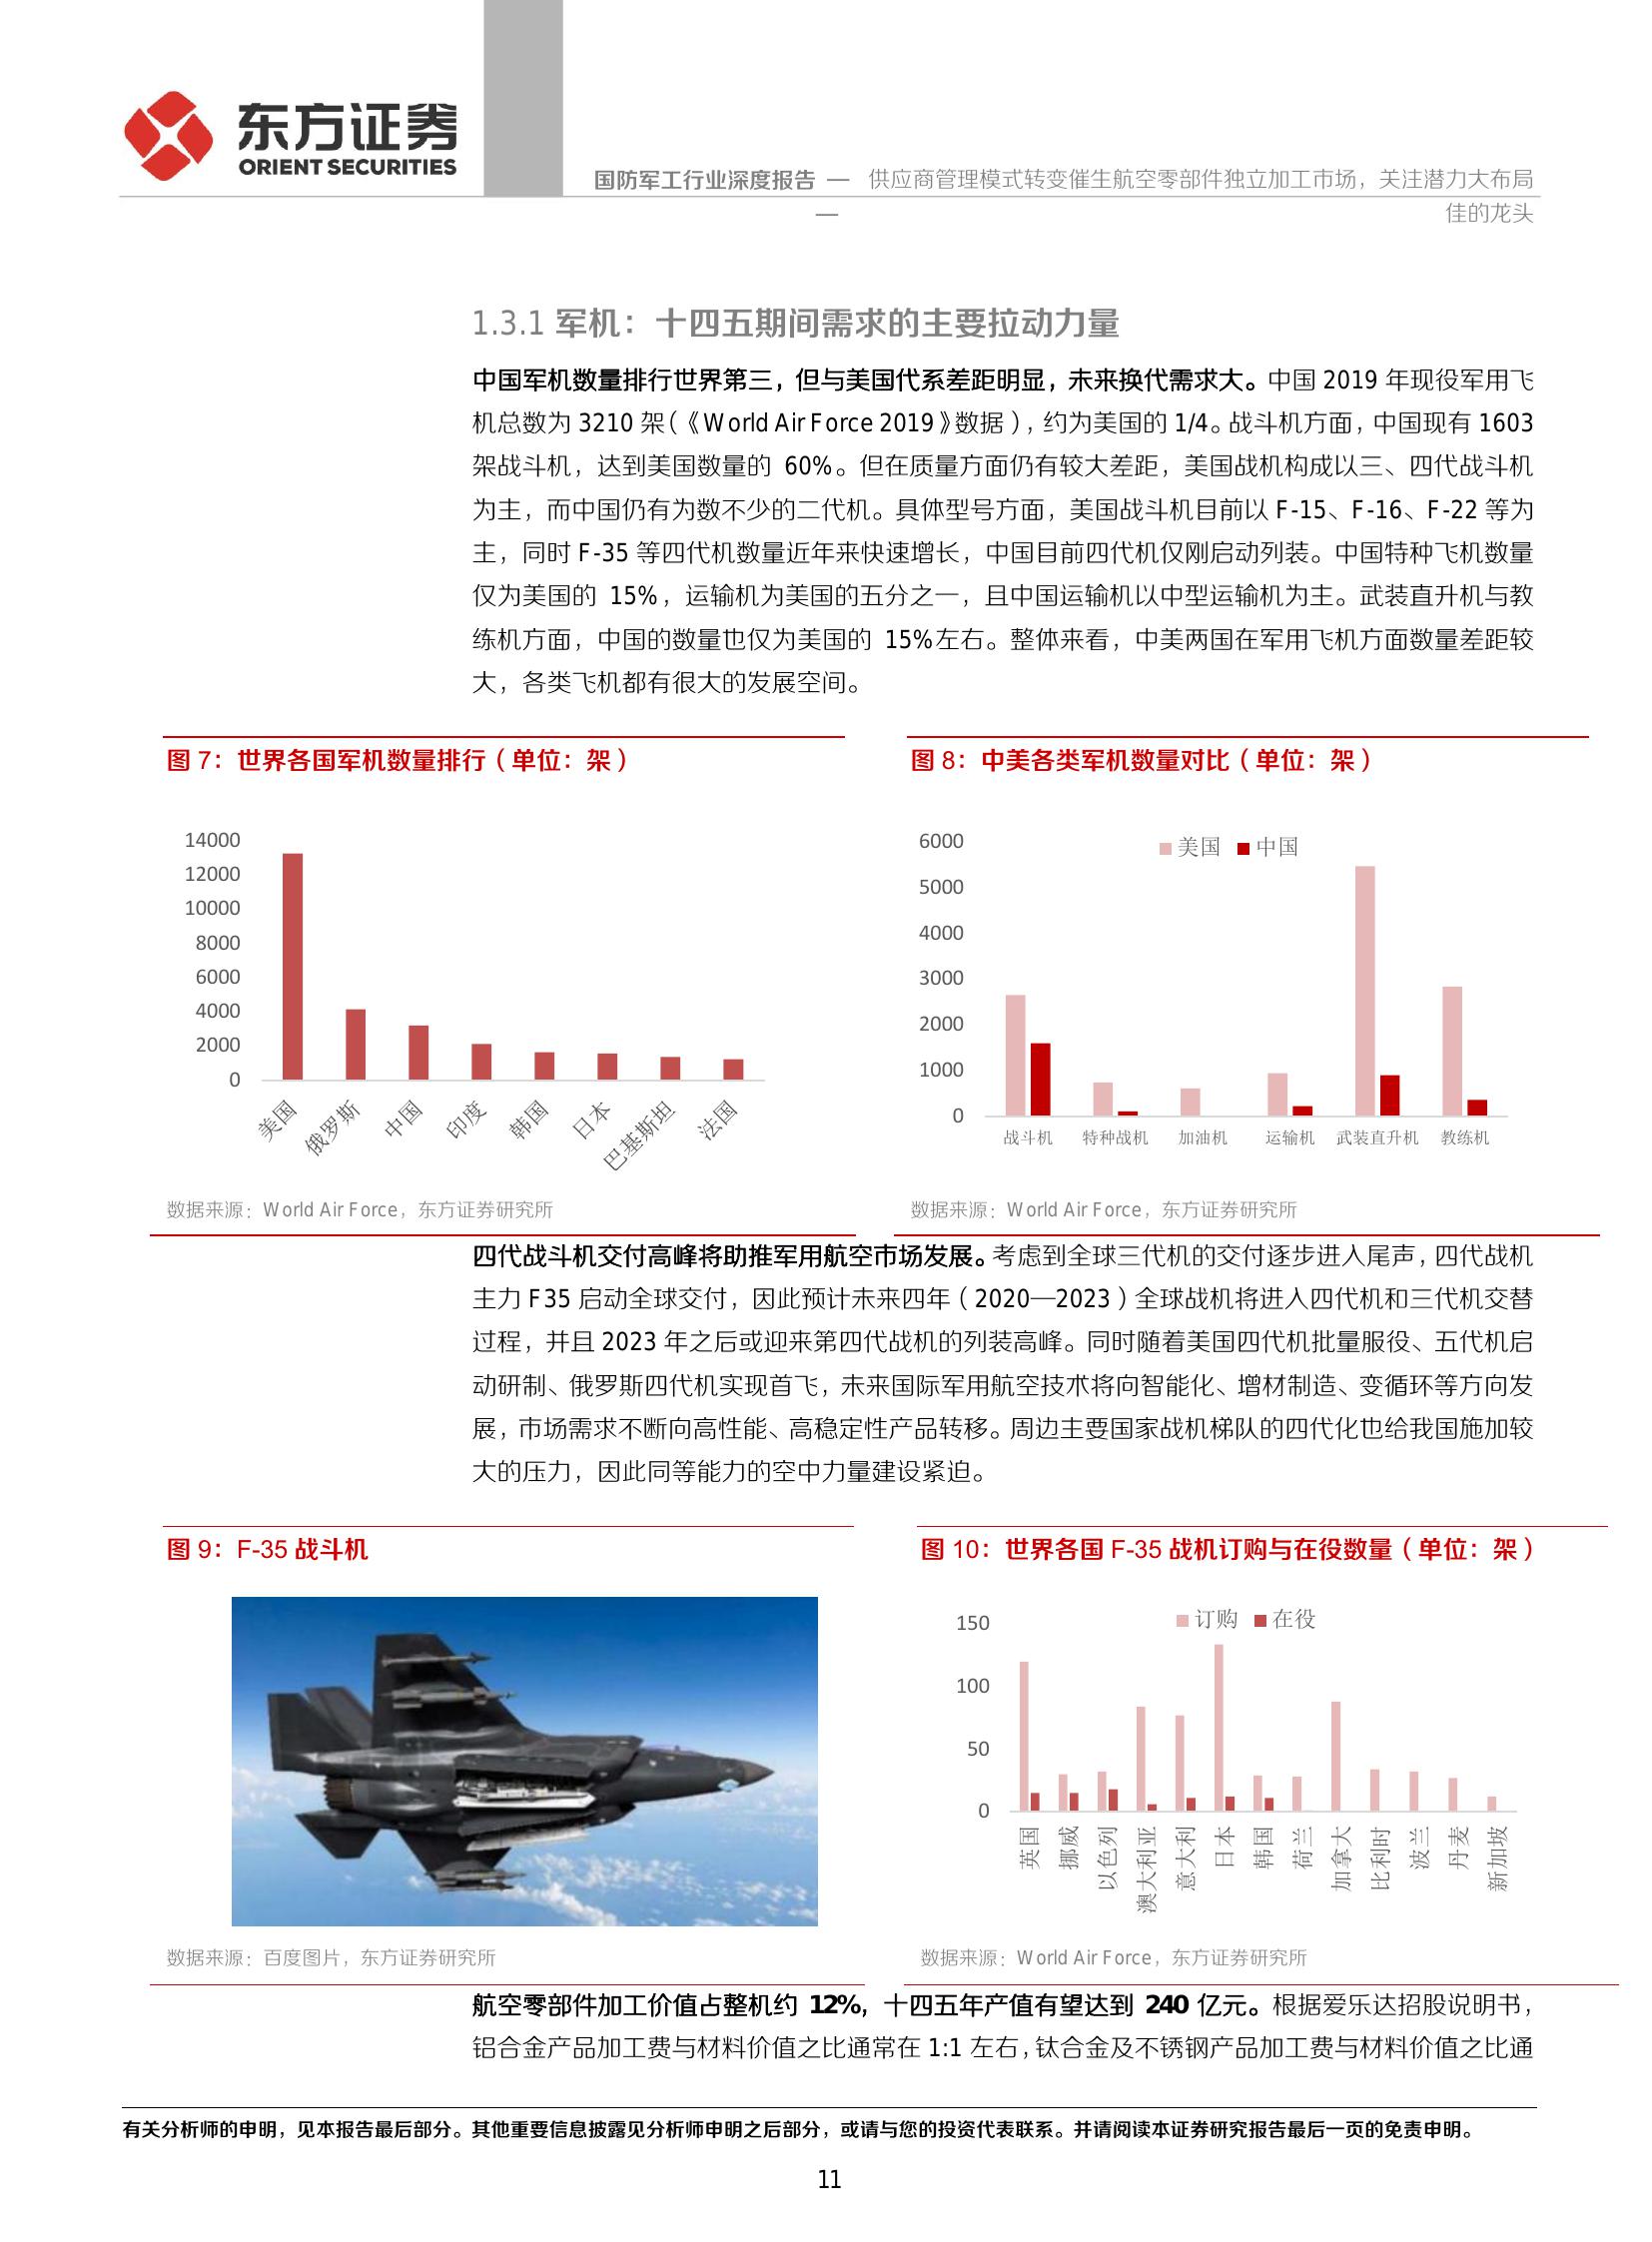 东方证券
ORIENT SECURITIES
国防军工行业深度报告 —— 供应商管理模式转变催生航空零部件独立加工市场，关注潜力大布局
佳的龙头
1.3.1 军机：十四五期间需求的主要拉动力量
中国军机数量排行世界第三，但与美国代系差距明显，未来换代需求大。中国 2019 年现役军用飞
机总数为 3210 架（《World Air Force 2019》数据），约为美国的 1/4。战斗机方面，中国现有 1603
架战斗机，达到美国数量的 60%。但在质量方面仍有较大差距，美国战机构成以三、四代战斗机
为主，而中国仍有为数不少的二代机。具体型号方面，美国战斗机目前以 F-15、F-16、F-22 等为
主，同时 F-35 等四代机数量近年来快速增长，中国目前四代机仅刚启动列装。中国特种飞机数量
仅为美国的 15%，运输机为美国的五分之一，且中国运输机以中型运输机为主。武装直升机与教
练机方面，中国的数量也仅为美国的 15%左右。整体来看，中美两国在军用飞机方面数量差距较
大，各类飞机都有很大的发展空间。
图 7：世界各国军机数量排行（单位：架）
14000
12000
10000
8000
6000
4000
2000
0
美国 俄罗斯 中国 印度 韩国 日本 巴基斯坦 法国
数据来源：World Air Force，东方证券研究所
图 8：中美各类军机数量对比（单位：架）
美国 中国
6000
5000
4000
3000
2000
1000
0
战斗机 特种战机 加油机 运输机 武装直升机 教练机
数据来源：World Air Force，东方证券研究所
四代战斗机交付高峰将助推军用航空市场发展。考虑到全球三代机的交付逐步进入尾声，四代战机
主力 F35 启动全球交付，因此预计未来四年（2020—2023）全球战机将进入四代机和三代机交替
过程，并且 2023 年之后或迎来第四代战机的列装高峰。同时随着美国四代机批量服役、五代机启
动研制、俄罗斯四代机实现首飞，未来国际军用航空技术将向智能化、增材制造、变循环等方向发
展，市场需求不断向高性能、高稳定性产品转移。周边主要国家战机梯队的四代化也给我国施加较
大的压力，因此同等能力的空中力量建设紧迫。
图 9：F-35 战斗机
数据来源：百度图片，东方证券研究所
图 10：世界各国 F-35 战机订购与在役数量（单位：架）
订购 在役
150
100
50
0
英国 挪威 以色列 澳大利亚 意大利 日本 韩国 荷兰 加拿大 比利时 波兰 丹麦 新加坡
数据来源：World Air Force，东方证券研究所
航空零部件加工价值占整机约 12%，十四五年产值有望达到 240 亿元。根据爱乐达招股说明书，
铝合金产品加工费与材料价值之比通常在 1:1 左右，钛合金及不锈钢产品加工费与材料价值之比通
有关分析师的申明，见本报告最后部分。其他重要信息披露见分析师申明之后部分，或请与您的投资代表联系。并请阅读本证券研究报告最后一页的免责申明。
11